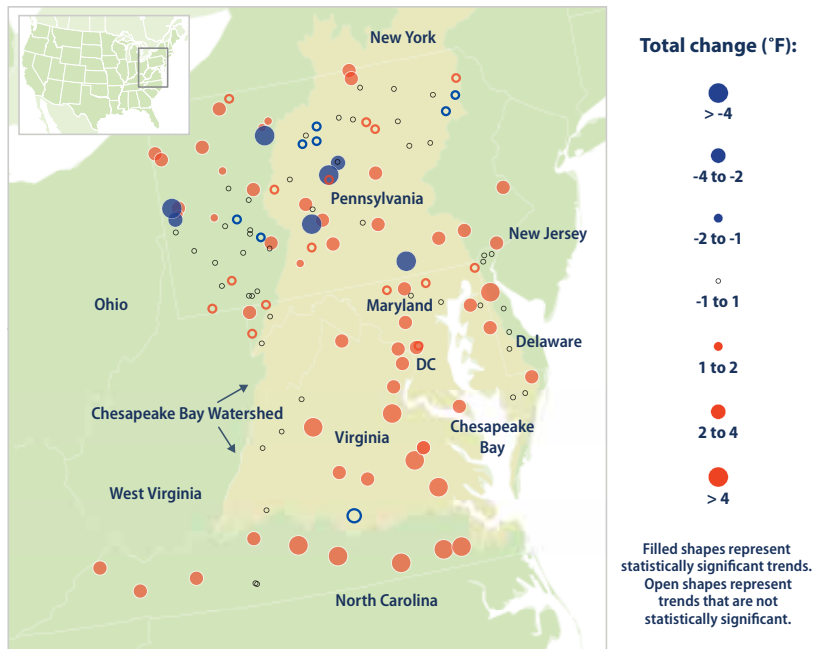 New York
Pennsylvania
New Jersey
Ohio
Maryland
Delaware
DC
Chesapeake Bay Watershed
Virginia
Chesapeake
Bay
West Virginia
North Carolina
Total change (˚F):
> -4
-4 to -2
-2 to -1
-1 to 1
1 to 2
2 to 4
> 4
Filled shapes represent
statistically significant trends.
Open shapes represent
trends that are not
statistically significant.